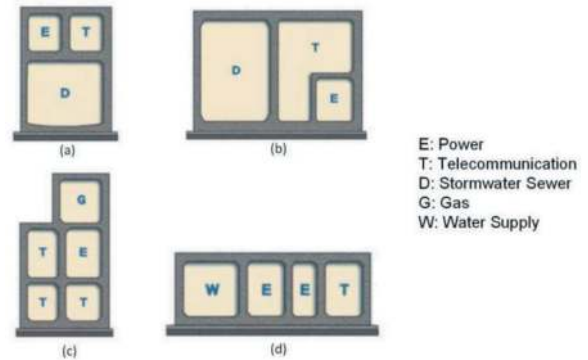 E T
D
(a)
D
T
E
(b)
G
T E
T T
(c)
W E E T
(d)
E: Power
T: Telecommunication
D: Stormwater Sewer
G: Gas
W: Water Supply